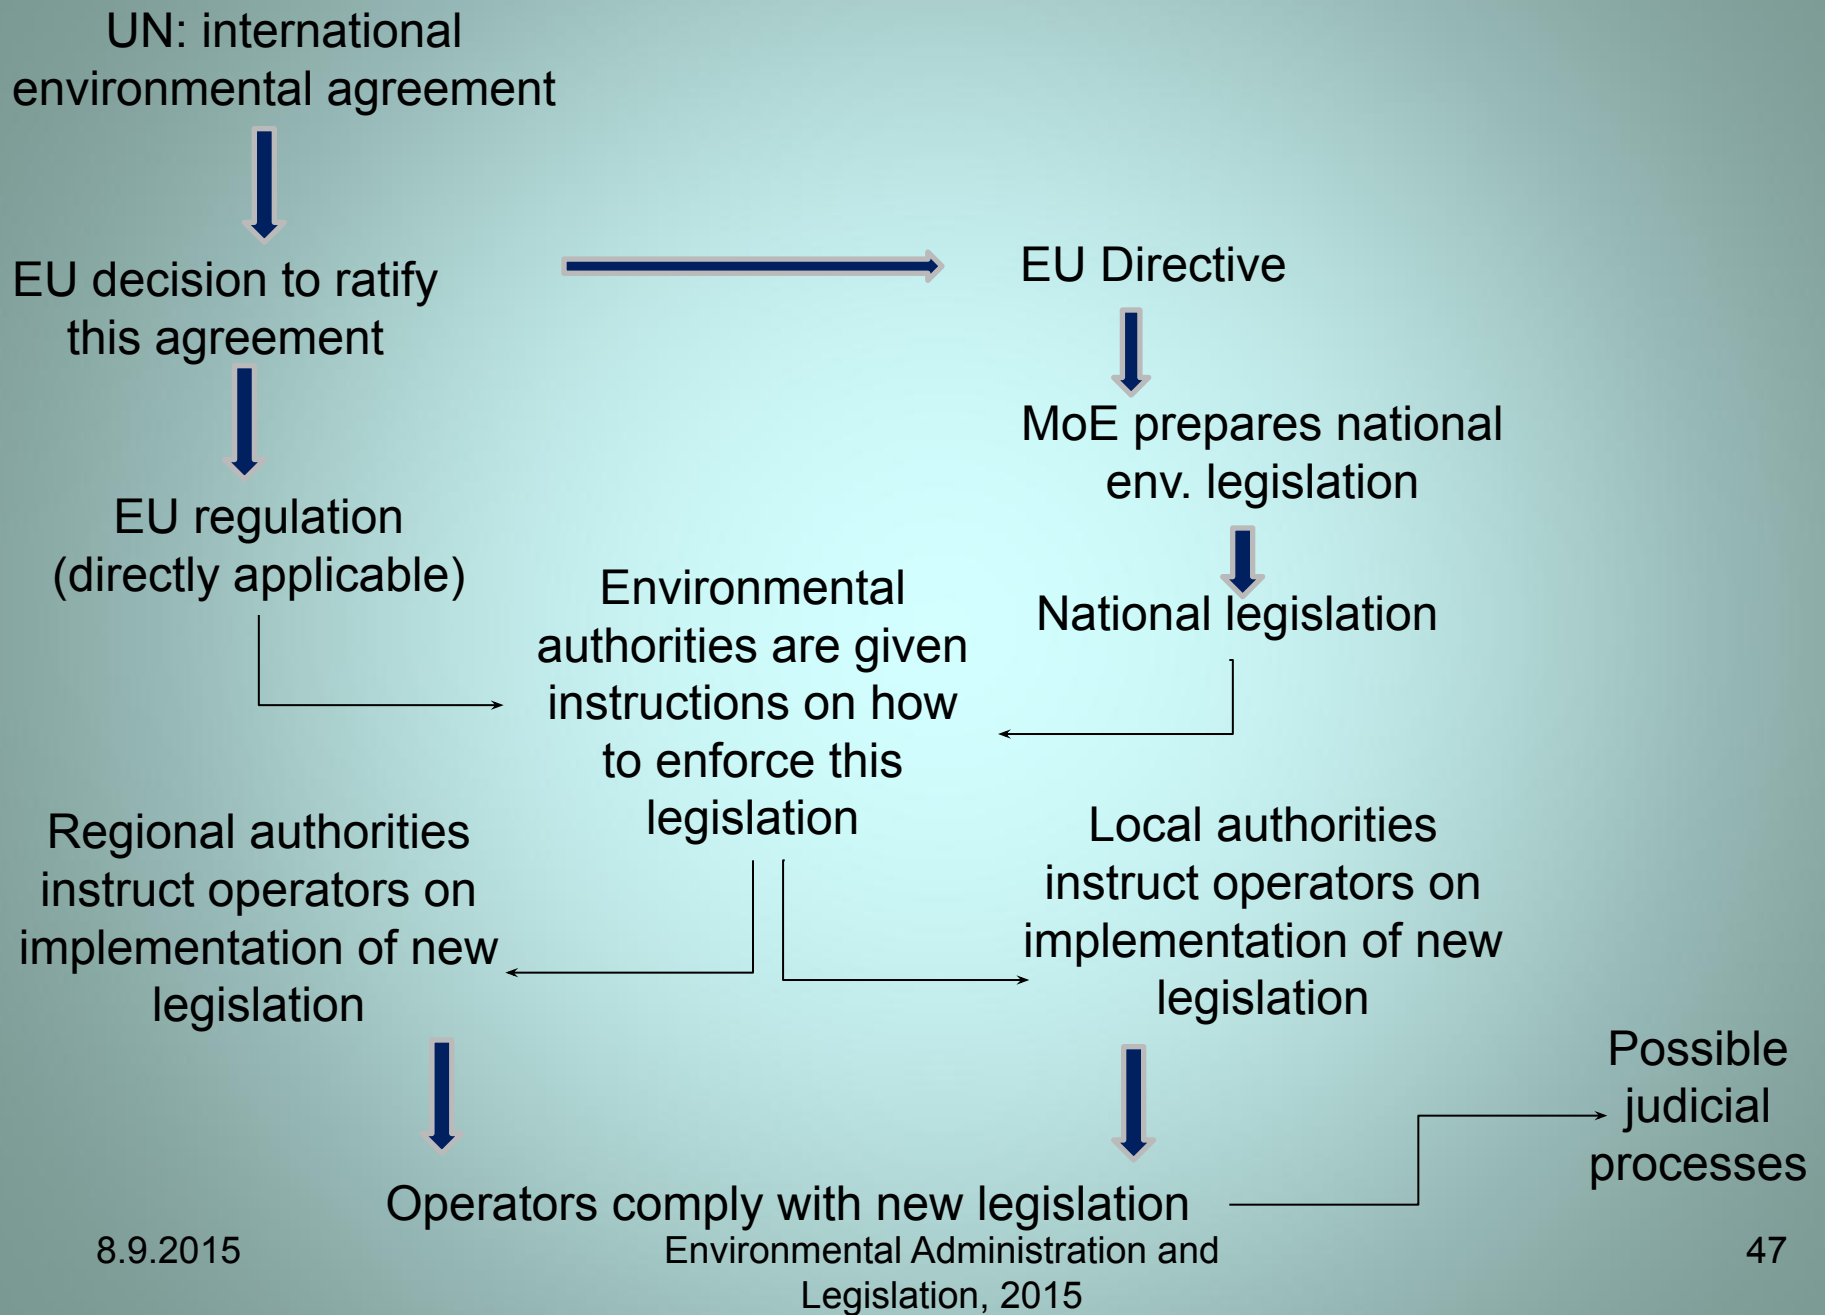 UN: international
environmental agreement
EU decision to ratify
this agreement
EU Directive
MoE prepares national
env. legislation
EU regulation
(directly applicable)
National legislation
Environmental
authorities are given
instructions on how
to enforce this
legislation
Regional authorities
instruct operators on
implementation of new
legislation
Local authorities
instruct operators on
implementation of new
legislation
Possible
judicial
processes
Operators comply with new legislation
8.9.2015
Environmental Administration and
Legislation, 2015
47